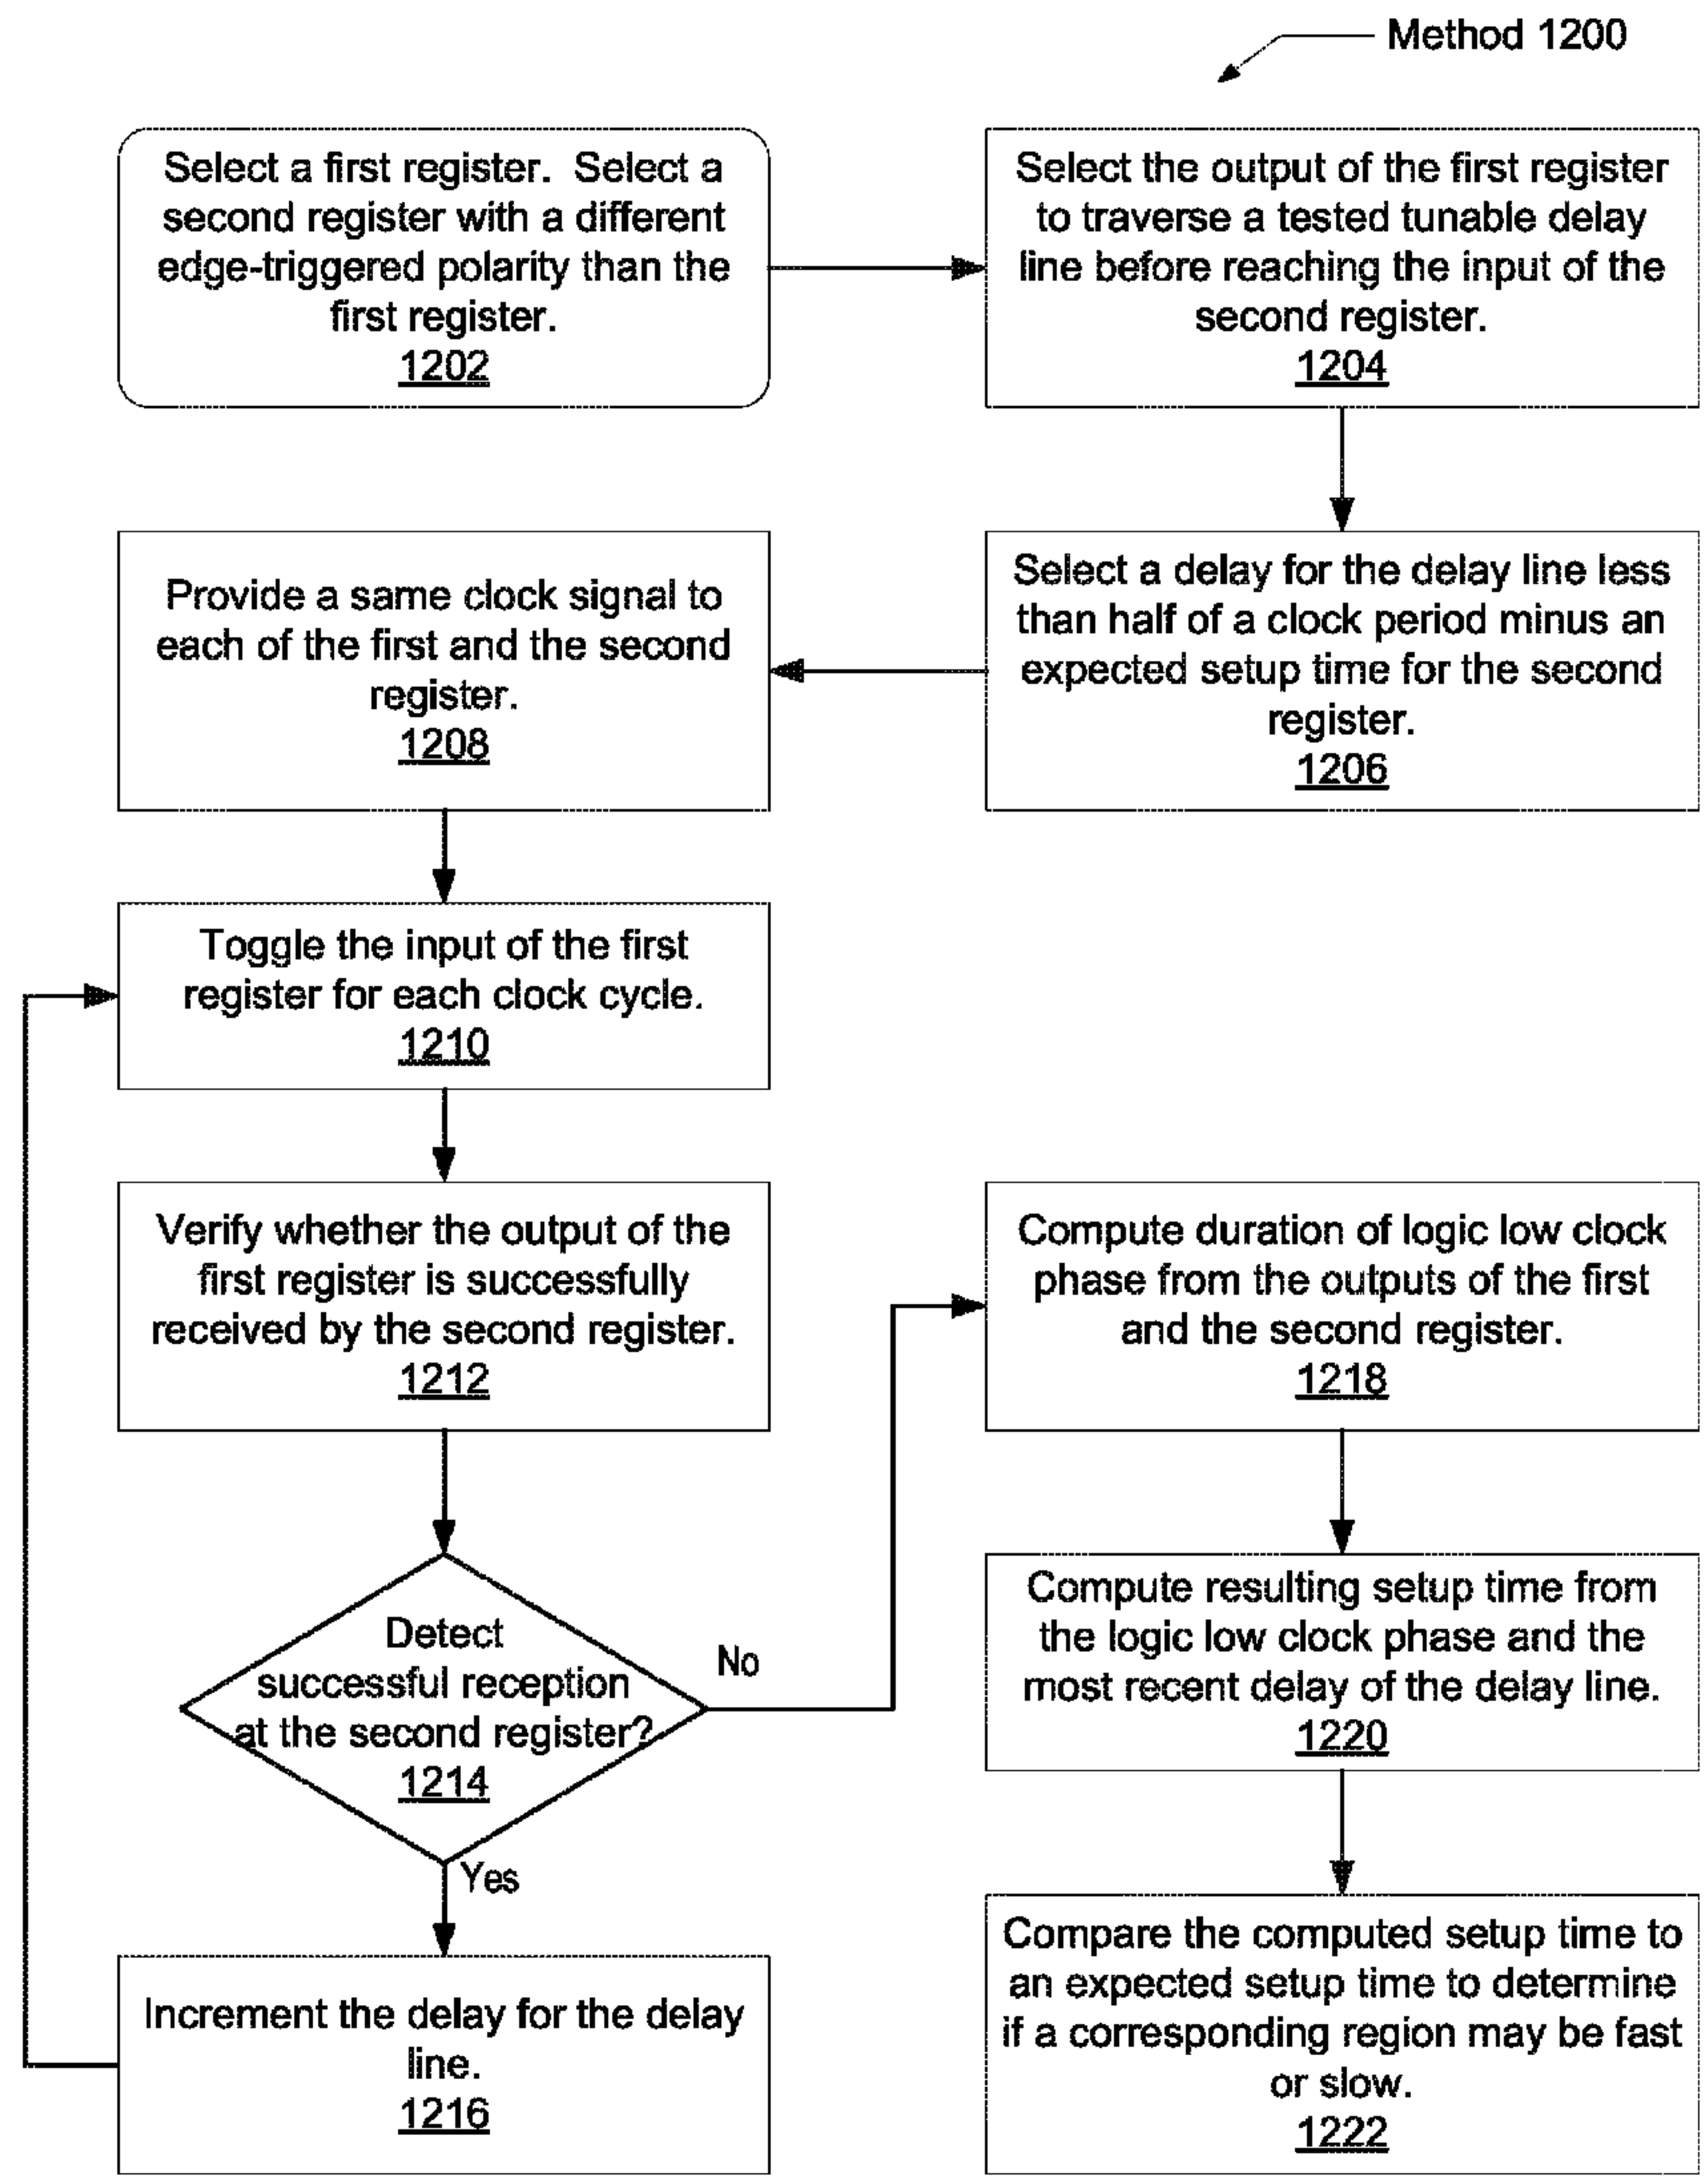 Method 1200
Select a first register. Select a
second register with a different
edge-triggered polarity than the
first register.
1202
Select the output of the first register
to traverse a tested tunable delay
line before reaching the input of the
second register.
1204
Select a delay for the delay line less
than half of a clock period minus an
expected setup time for the second
register.
1206
Provide a same clock signal to
each of the first and the second
register.
1208
Toggle the input of the first
register for each clock cycle.
1210
Verify whether the output of the
first register is successfully
received by the second register.
1212
Detect
successful reception
at the second register?
1214
Yes
Increment the delay for the delay
line.
1216
No
Compute duration of logic low clock
phase from the outputs of the first
and the second register.
1218
Compute resulting setup time from
the logic low clock phase and the
most recent delay of the delay line.
1220
Compare the computed setup time to
an expected setup time to determine
if a corresponding region may be fast
or slow.
1222